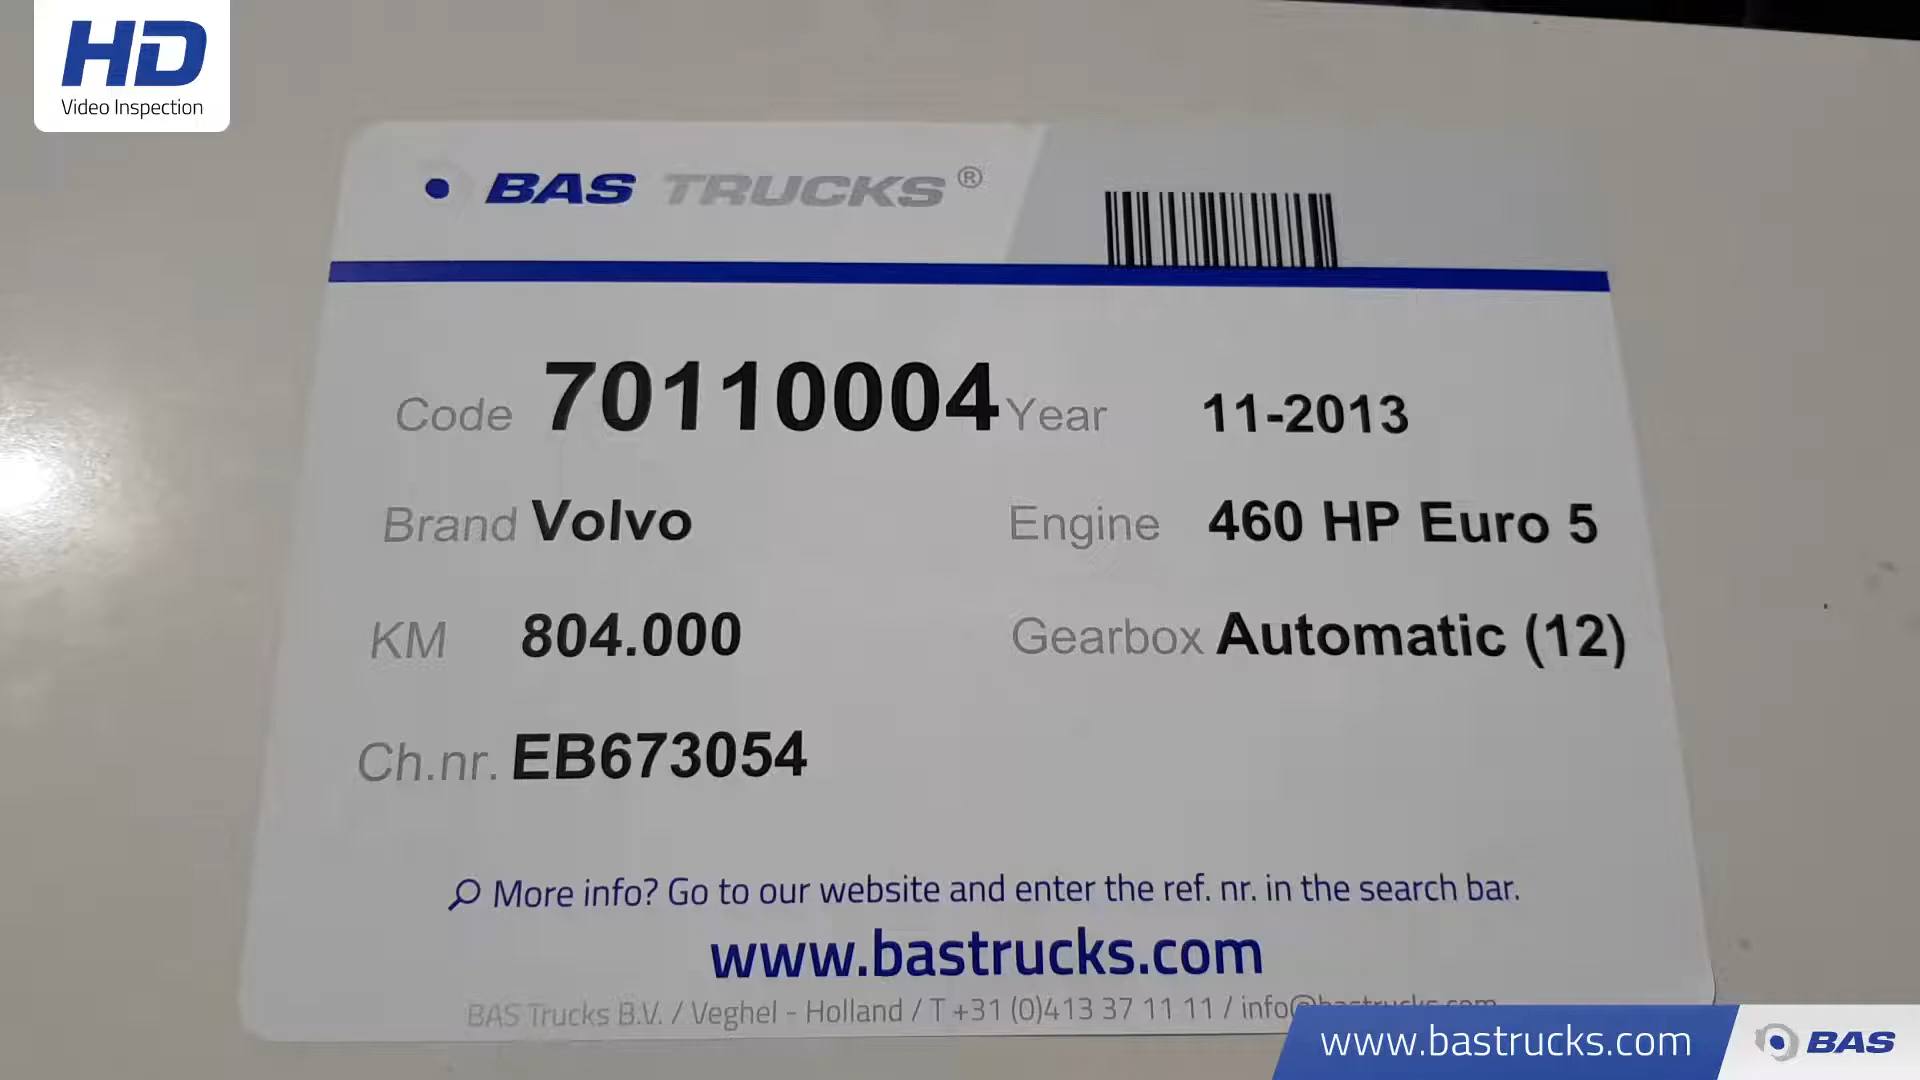 HD
Video Inspection
BAS TRUCKS®
Code 70110004 Year 11-2013
Brand Volvo Engine 460 HP Euro 5
KM 804.000 Gearbox Automatic (12)
Ch.nr. EB673054
More info? Go to our website and enter the ref. nr. in the search bar.
www.bastrucks.com
BAS Trucks B.V. / Veghel - Holland / T +31 (0)413 37 11 11 / info@bastrucks.com
www.bastrucks.com BAS